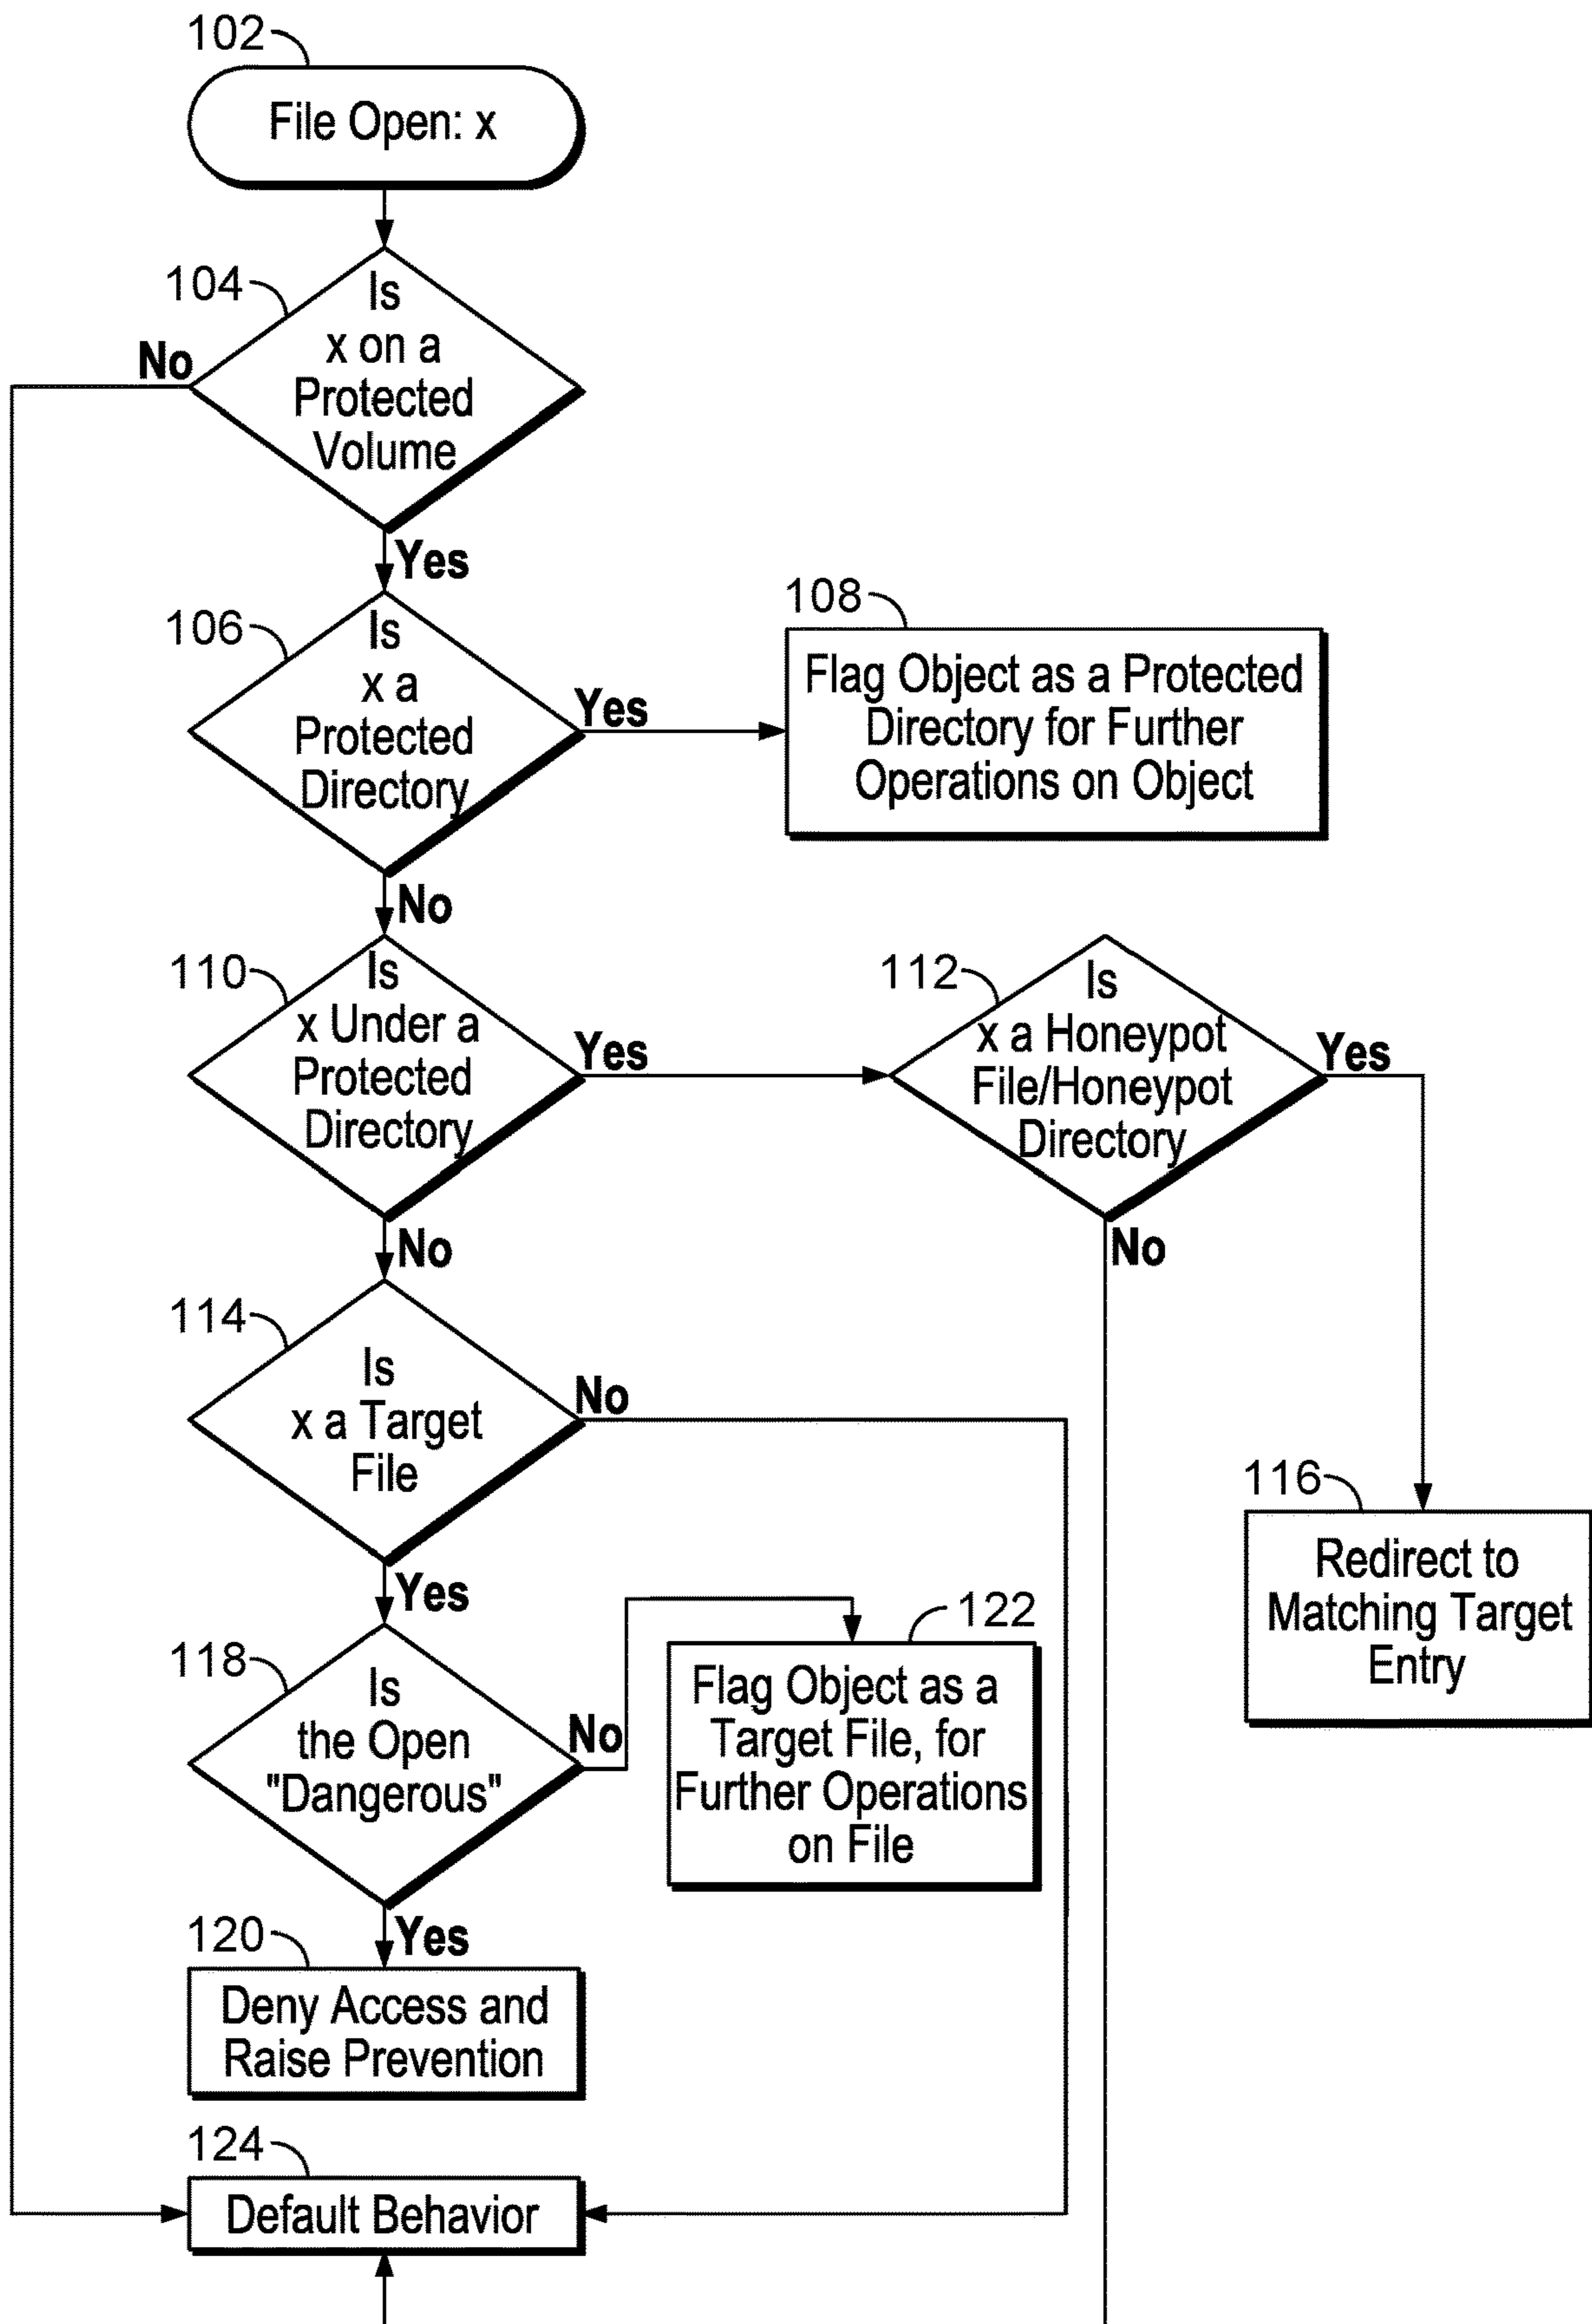 102
File Open: x
104
Is
x on a
Protected
Volume
No
Yes
106
Is
x a
Protected
Directory
Yes
108
Flag Object as a Protected
Directory for Further
Operations on Object
No
110
Is
x Under a
Protected
Directory
Yes
112
Is
x a Honeypot
File/Honeypot
Directory
Yes
No
No
114
Is
x a Target
File
No
116
Redirect to
Matching Target
Entry
Yes
118
Is
the Open
"Dangerous"
No
122
Flag Object as a
Target File, for
Further Operations
on File
Yes
120
Deny Access and
Raise Prevention
124
Default Behavior